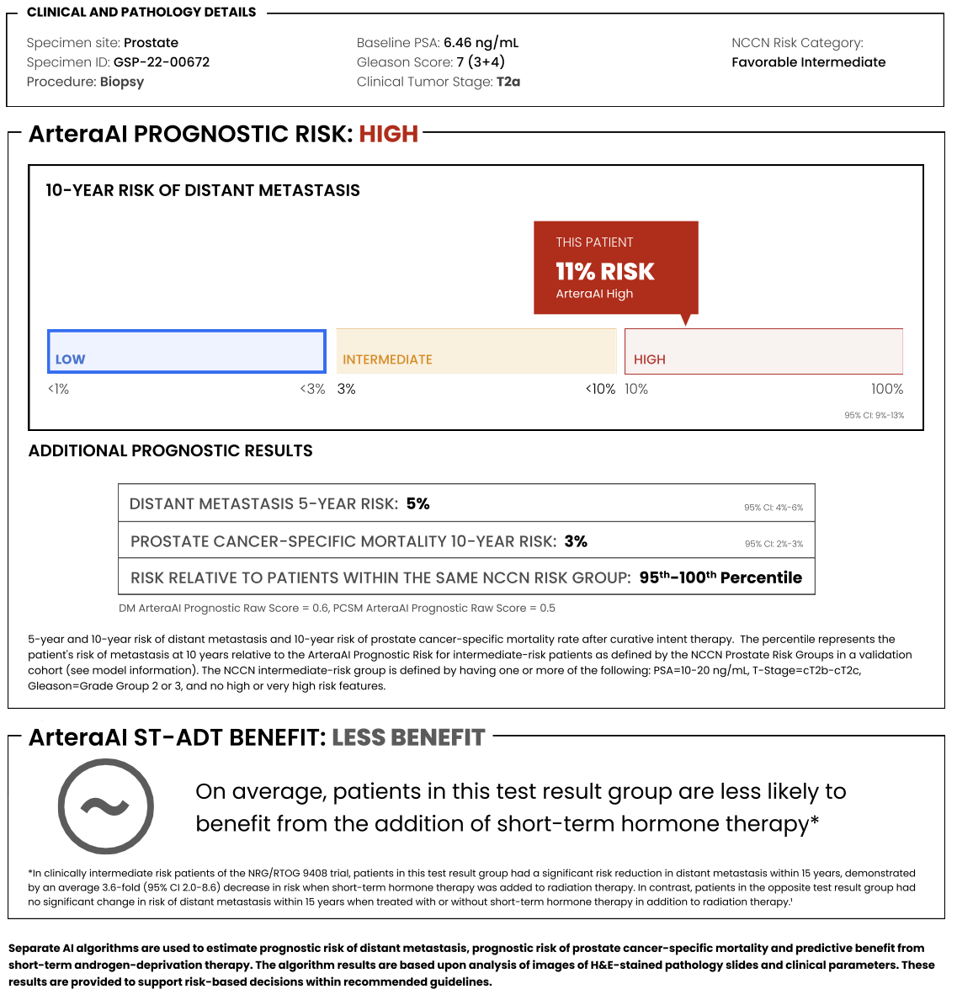 CLINICAL AND PATHOLOGY DETAILS
Specimen site: Prostate
Specimen ID: GSP-22-00672
Procedure: Biopsy
Baseline PSA: 6.46 ng/mL
Gleason Score: 7 (3+4)
Clinical Tumor Stage: T2a
NCCN Risk Category:
Favorable Intermediate
ArteraAI PROGNOSTIC RISK: HIGH
10-YEAR RISK OF DISTANT METASTASIS
THIS PATIENT
11% RISK
ArteraAI High
LOW
INTERMEDIATE
HIGH
<1% <3% 3% <10% 10% 100%
95% CI: 9%-13%
ADDITIONAL PROGNOSTIC RESULTS
DISTANT METASTASIS 5-YEAR RISK: 5% 95% CI: 4%-6%
PROSTATE CANCER-SPECIFIC MORTALITY 10-YEAR RISK: 3% 95% CI: 2%-3%
RISK RELATIVE TO PATIENTS WITHIN THE SAME NCCN RISK GROUP: 95th-100th Percentile
DM ArteraAI Prognostic Raw Score = 0.6, PCSM ArteraAI Prognostic Raw Score = 0.5
5-year and 10-year risk of distant metastasis and 10-year risk of prostate cancer-specific mortality rate after curative intent therapy. The percentile represents the
patient's risk of metastasis at 10 years relative to the ArteraAI Prognostic Risk for intermediate-risk patients as defined by the NCCN Prostate Risk Groups in a validation
cohort (see model information). The NCCN intermediate-risk group is defined by having one or more of the following: PSA=10-20 ng/mL, T-Stage=cT2b-cT2c,
Gleason=Grade Group 2 or 3, and no high or very high risk features.
ArteraAI ST-ADT BENEFIT: LESS BENEFIT
On average, patients in this test result group are less likely to
benefit from the addition of short-term hormone therapy*
*In clinically intermediate risk patients of the NRG/RTOG 9408 trial, patients in this test result group had a significant risk reduction in distant metastasis within 15 years, demonstrated
by an average 3.6-fold (95% CI 2.0-8.6) decrease in risk when short-term hormone therapy was added to radiation therapy. In contrast, patients in the opposite test result group had
no significant change in risk of distant metastasis within 15 years when treated with or without short-term hormone therapy in addition to radiation therapy.¹
Separate AI algorithms are used to estimate prognostic risk of distant metastasis, prognostic risk of prostate cancer-specific mortality and predictive benefit from
short-term androgen-deprivation therapy. The algorithm results are based upon analysis of images of H&E-stained pathology slides and clinical parameters. These
results are provided to support risk-based decisions within recommended guidelines.